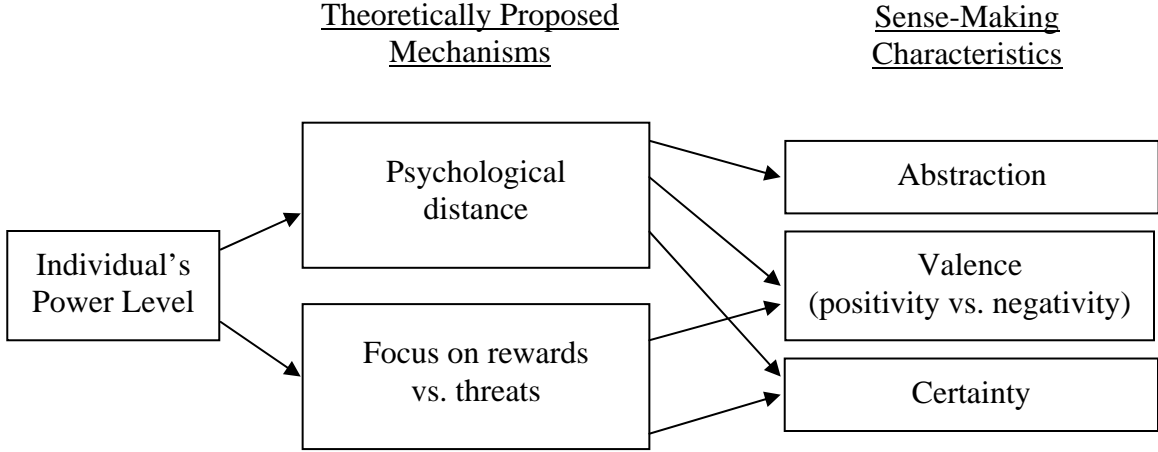 Theoretically Proposed
Mechanisms
Sense-Making
Characteristics
Individual’s
Power Level
Psychological
distance
Focus on rewards
vs. threats
Abstraction
Valence
(positivity vs. negativity)
Certainty